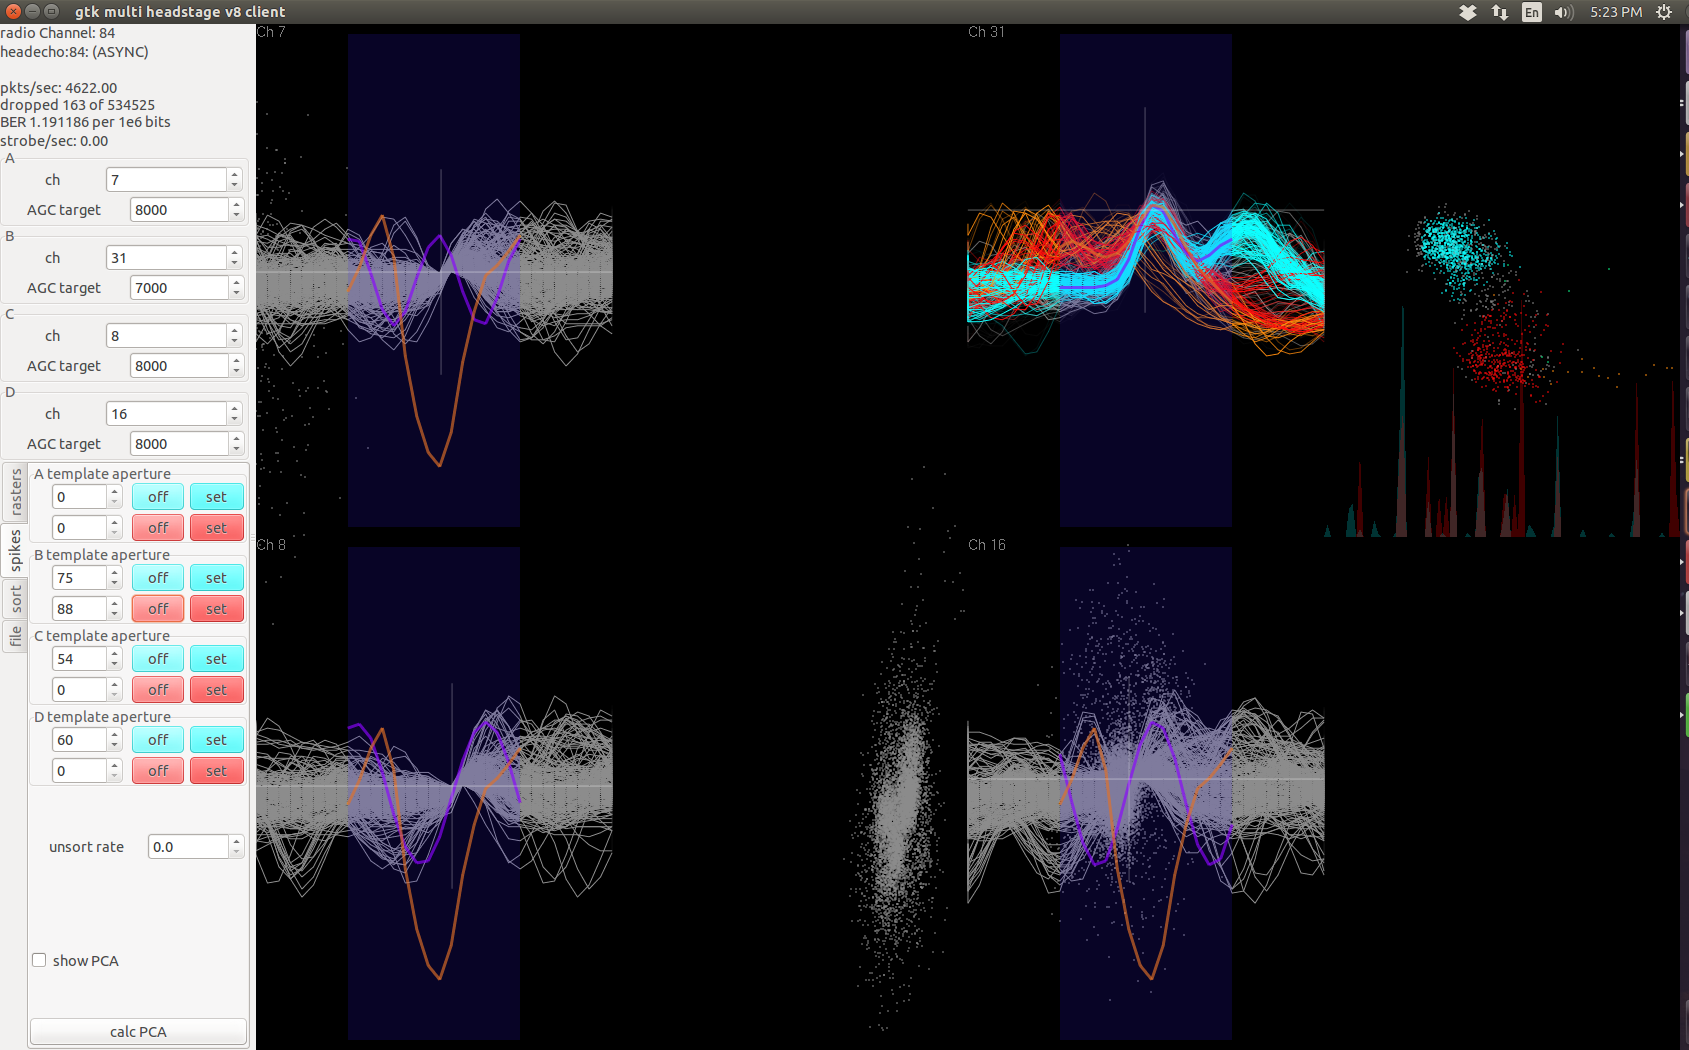 gtk multi headstage v8 client
En
5:23 PM
radio Channel: 84
headecho:84: (ASYNC)
pkts/sec: 4622.00
dropped 163 of 534525
BER 1.191186 per 1e6 bits
strobe/sec: 0.00
A
ch 7
AGC target 8000
B
ch 31
AGC target 7000
C
ch 8
AGC target 8000
D
ch 16
AGC target 8000
rasters
spikes
sort
file
A template aperture
0 off set
0 off set
B template aperture
75 off set
88 off set
C template aperture
54 off set
0 off set
D template aperture
60 off set
0 off set
unsort rate 0.0
show PCA
calc PCA
Ch 7
Ch 31
Ch 8
Ch 16